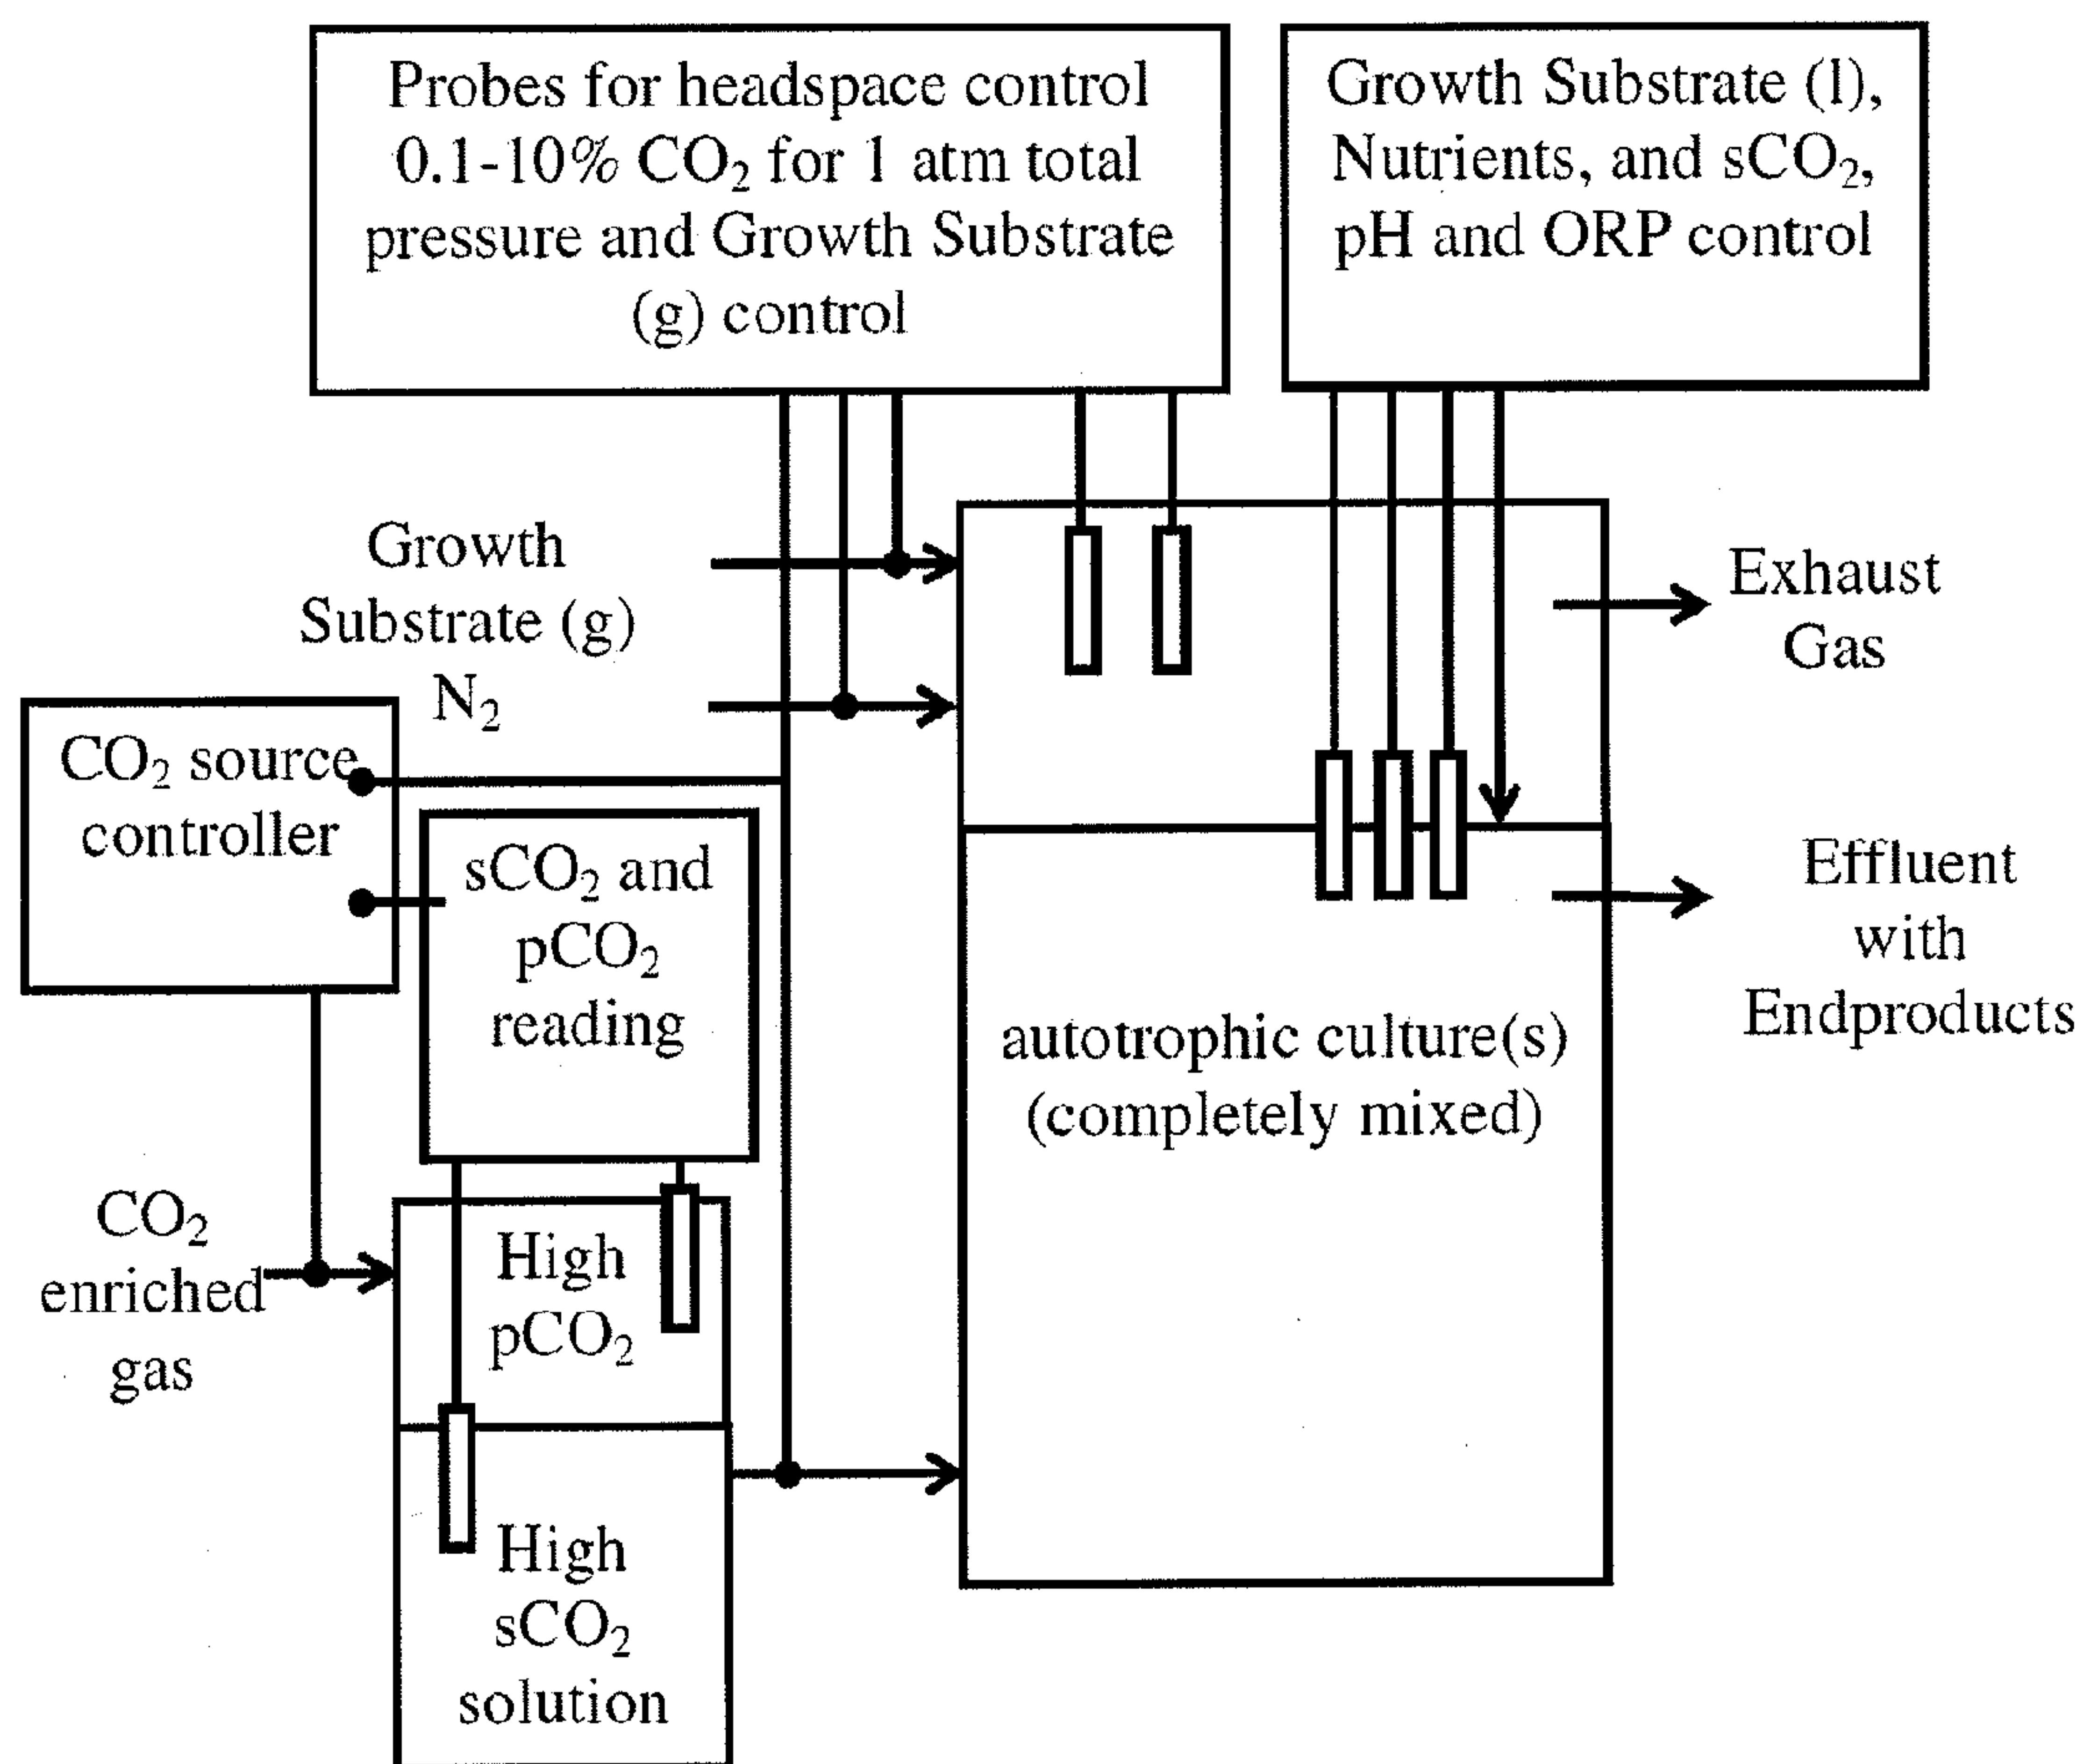 Probes for headspace control
0.1-10% CO₂ for 1 atm total
pressure and Growth Substrate
(g) control
Growth Substrate (l),
Nutrients, and sCO₂,
pH and ORP control
Growth
Substrate (g)
N₂
Exhaust
Gas
CO₂ source
controller
sCO₂ and
pCO₂
reading
Effluent
with
Endproducts
autotrophic culture(s)
(completely mixed)
CO₂
enriched
gas
High
pCO₂
High
sCO₂
solution